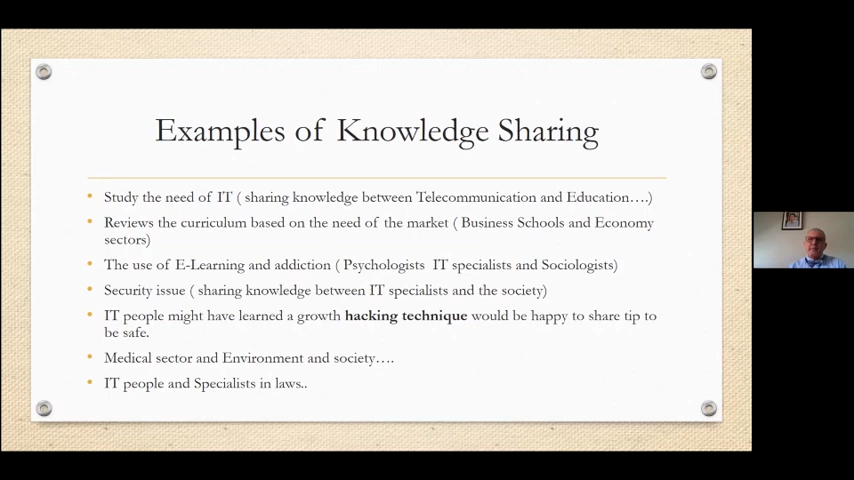 Examples of Knowledge Sharing
• Study the need of IT ( sharing knowledge between Telecommunication and Education….)
• Reviews the curriculum based on the need of the market ( Business Schools and Economy
sectors)
• The use of E-Learning and addiction ( Psychologists IT specialists and Sociologists)
• Security issue ( sharing knowledge between IT specialists and the society)
• IT people might have learned a growth hacking technique would be happy to share tip to
be safe.
• Medical sector and Environment and society….
• IT people and Specialists in laws..